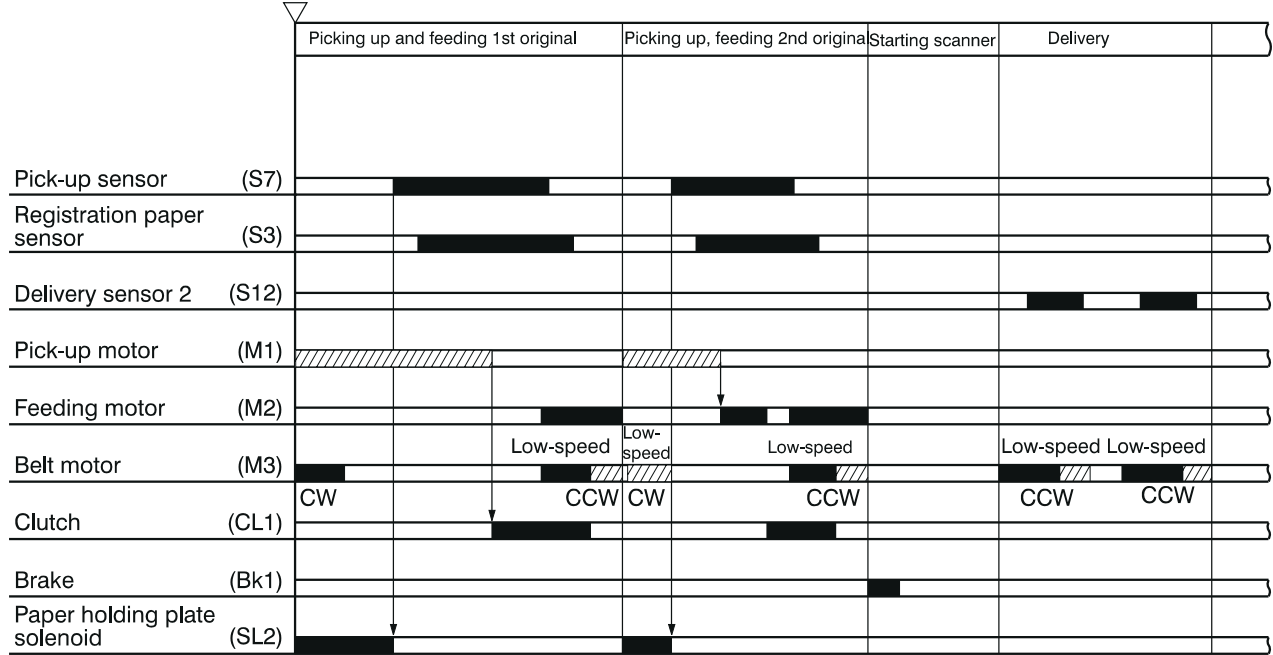 Picking up and feeding 1st original Picking up, feeding 2nd original Starting scanner Delivery
Pick-up sensor (S7)
Registration paper
sensor (S3)
Delivery sensor 2 (S12)
Pick-up motor (M1)
Feeding motor (M2)
Low-speed Low-
speed Low-speed Low-speed Low-speed
Belt motor (M3)
CW CCW CW CCW CCW CCW
Clutch (CL1)
Brake (Bk1)
Paper holding plate
solenoid (SL2)